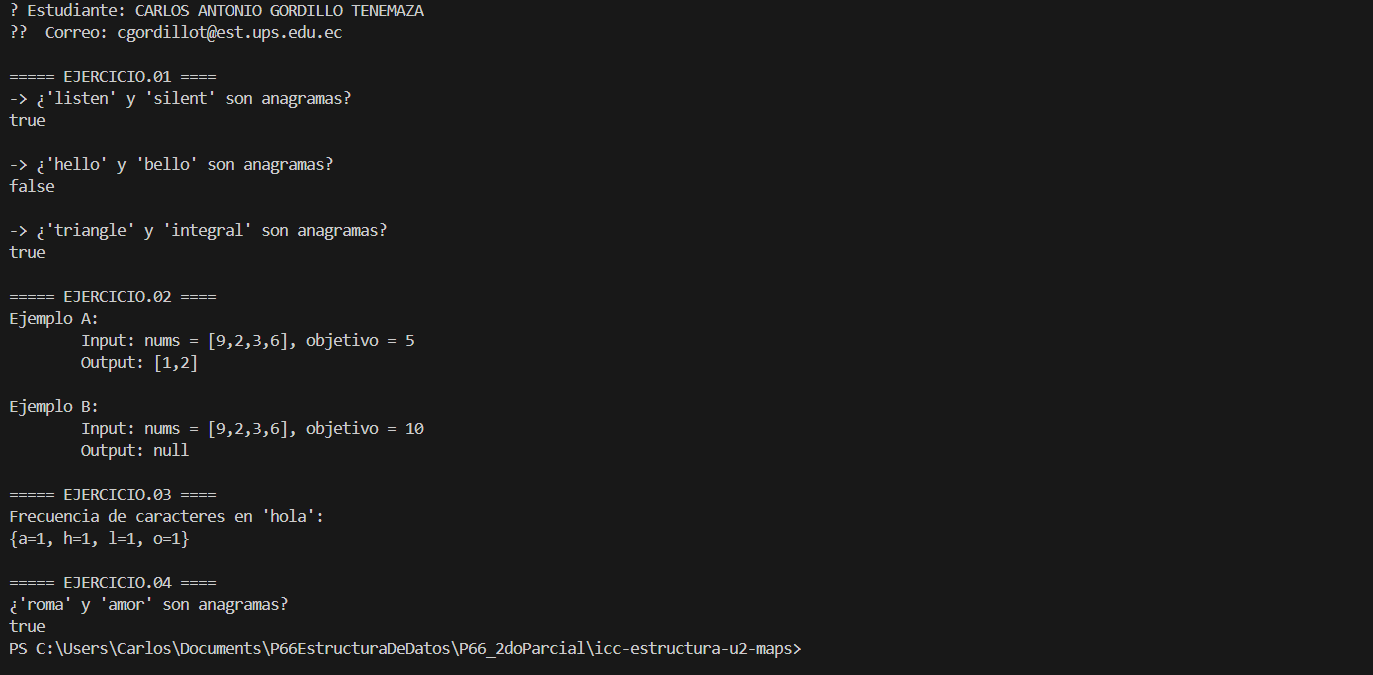 ? Estudiante: CARLOS ANTONIO GORDILLO TENEMAZA
??  Correo: cgordillot@est.ups.edu.ec

===== EJERCICIO.01 ====
-> ¿'listen' y 'silent' son anagramas?
true

-> ¿'hello' y 'bello' son anagramas?
false

-> ¿'triangle' y 'integral' son anagramas?
true

===== EJERCICIO.02 ====
Ejemplo A:
        Input: nums = [9,2,3,6], objetivo = 5
        Output: [1,2]

Ejemplo B:
        Input: nums = [9,2,3,6], objetivo = 10
        Output: null

===== EJERCICIO.03 ====
Frecuencia de caracteres en 'hola':
{a=1, h=1, l=1, o=1}

===== EJERCICIO.04 ====
¿'roma' y 'amor' son anagramas?
true
PS C:\Users\Carlos\Documents\P66EstructuraDeDatos\P66_2doParcial\icc-estructura-u2-maps>